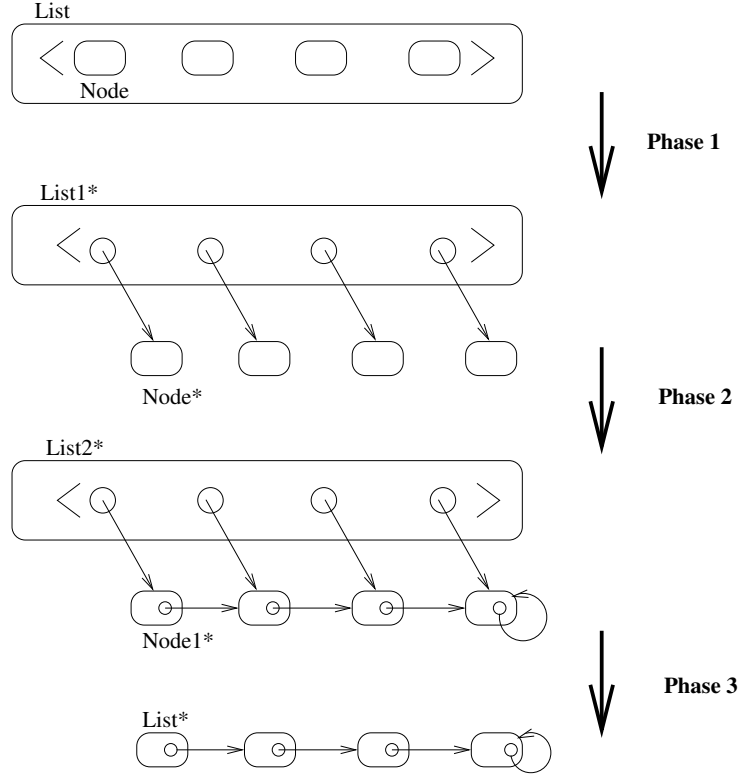 List
Node
Phase 1
List1*
Node*
Phase 2
List2*
Node1*
Phase 3
List*